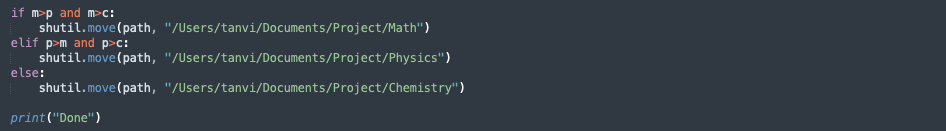 if m>p and m>c:
    shutil.move(path, "/Users/tanvi/Documents/Project/Math")
elif p>m and p>c:
    shutil.move(path, "/Users/tanvi/Documents/Project/Physics")
else:
    shutil.move(path, "/Users/tanvi/Documents/Project/Chemistry")

print("Done")